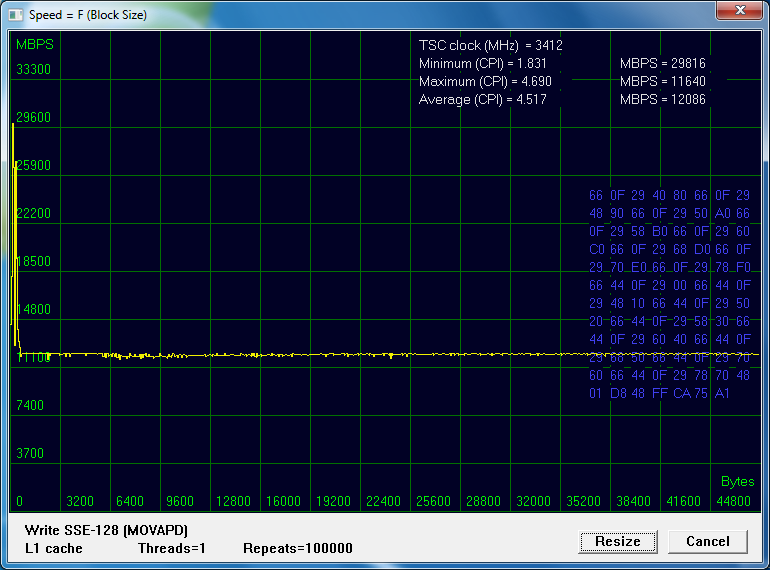 Speed = F (Block Size)
MBPS
TSC clock (MHz) = 3412
Minimum (CPI) = 1.831 MBPS = 29816
Maximum (CPI) = 4.690 MBPS = 11640
Average (CPI) = 4.517 MBPS = 12086
33300
29600
25900
22200
18500
14800
11100
7400
3700
66 0F 29 40 80 66 0F 29
48 90 66 0F 29 50 A0 66
0F 29 58 B0 66 0F 29 60
C0 66 0F 29 68 D0 66 0F
29 70 E0 66 0F 29 78 F0
66 44 0F 29 00 66 44 0F
29 48 10 66 44 0F 29 50
20 66 44 0F 29 58 30 66
44 0F 29 60 40 66 44 0F
29 68 50 66 44 0F 29 70
60 66 44 0F 29 78 70 48
01 D8 48 FF CA 75 A1
Bytes
0 3200 6400 9600 12800 16000 19200 22400 25600 28800 32000 35200 38400 41600 44800
Write SSE-128 (MOVAPD)
L1 cache Threads=1 Repeats=100000
Resize Cancel